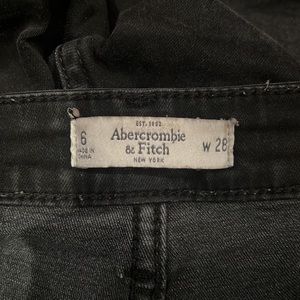 EST. 1892
6
MADE IN
CHINA
Abercrombie
& Fitch
NEW YORK
W 28